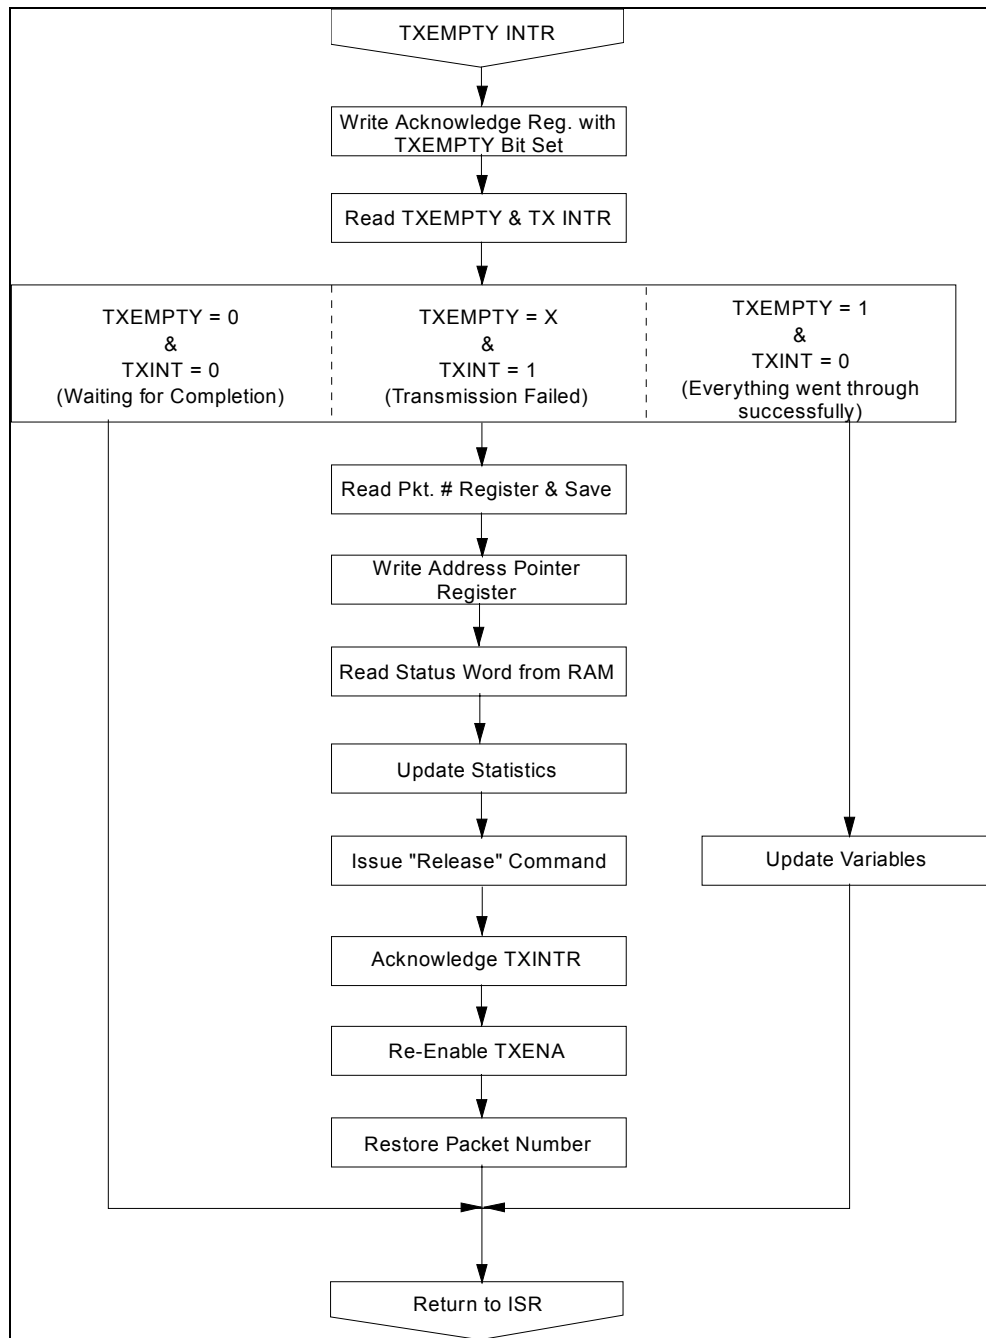 TXEMPTY INTR
Write Acknowledge Reg. with
TXEMPTY Bit Set
Read TXEMPTY & TX INTR
TXEMPTY = 0
&
TXINT = 0
(Waiting for Completion)
TXEMPTY = X
&
TXINT = 1
(Transmission Failed)
TXEMPTY = 1
&
TXINT = 0
(Everything went through
successfully)
Read Pkt. # Register & Save
Write Address Pointer
Register
Read Status Word from RAM
Update Statistics
Issue "Release" Command
Update Variables
Acknowledge TXINTR
Re-Enable TXENA
Restore Packet Number
Return to ISR